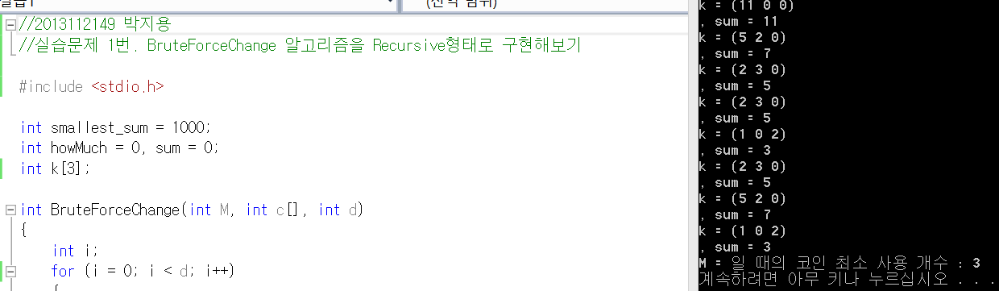 //2013112149 박지용
//실습문제 1번. BruteForceChange 알고리즘을 Recursive형태로 구현해보기
#include <stdio.h>
int smallest_sum = 1000;
int howMuch = 0, sum = 0;
int k[3];
int BruteForceChange(int M, int c[], int d)
{
int i;
for (i = 0; i < d; i++)
k = (11 0 0)
, sum = 11
k = (5 2 0)
, sum = 7
k = (2 3 0)
, sum = 5
k = (2 3 0)
, sum = 5
k = (1 0 2)
, sum = 3
k = (2 3 0)
, sum = 5
k = (5 2 0)
, sum = 7
k = (1 0 2)
, sum = 3
M = 일 때의 코인 최소 사용 개수 : 3
계속하려면 아무 키나 누르십시오 . . .